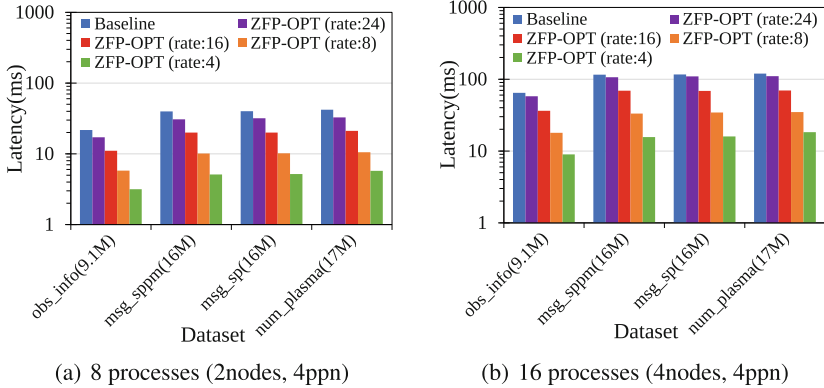 1000
100
10
1
Latency(ms)
Baseline
ZFP-OPT (rate:24)
ZFP-OPT (rate:16)
ZFP-OPT (rate:8)
ZFP-OPT (rate:4)
obs_info(9.1M)
msg_sppm(16M)
msg_sp(16M)
num_plasma(17M)
Dataset
(a) 8 processes (2nodes, 4ppn)
1000
100
10
1
Latency(ms)
Baseline
ZFP-OPT (rate:24)
ZFP-OPT (rate:16)
ZFP-OPT (rate:8)
ZFP-OPT (rate:4)
obs_info(9.1M)
msg_sppm(16M)
msg_sp(16M)
num_plasma(17M)
Dataset
(b) 16 processes (4nodes, 4ppn)